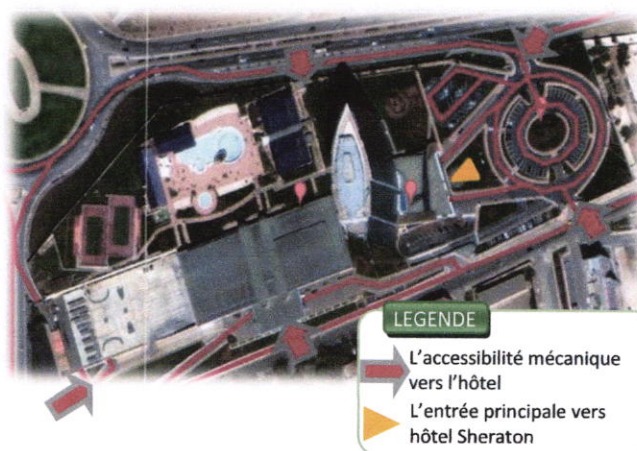 LEGENDE
L'accessibilité mécanique
vers l'hôtel
L'entrée principale vers
hôtel Sheraton